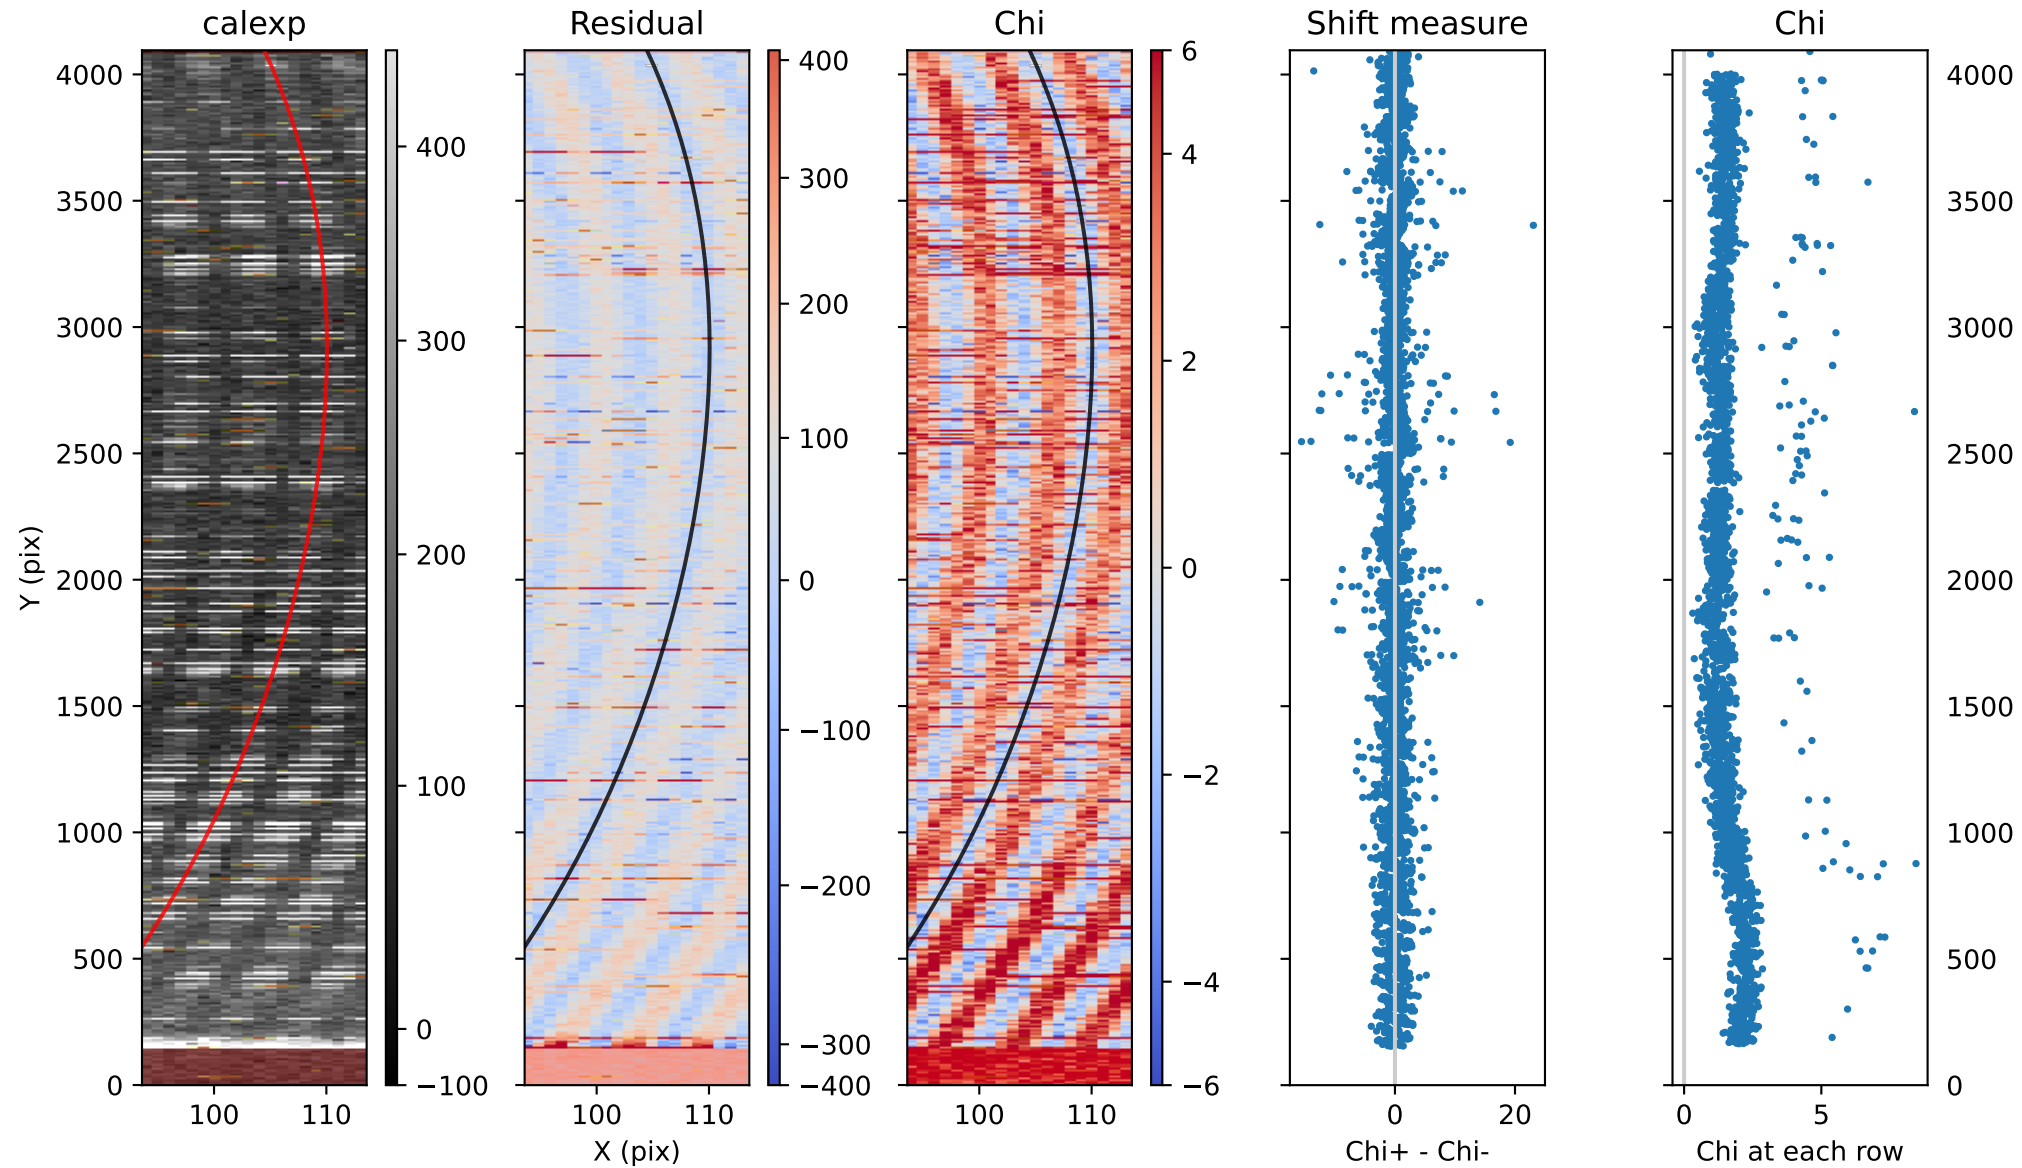 calexp Residual Chi Shift measure Chi
4000 400 400 6 4000
3500 300 300 4 3500
3000 200 200 2 3000
2500 100 100 0 2500
2000 0 0 −2 2000
1500 −100 −100 −4 1500
1000 −200 −6 1000
500 −300 500
0 −400 0
Y (pix)
100 110 100 110 100 110 0 20 0 5
X (pix) Chi+ - Chi- Chi at each row